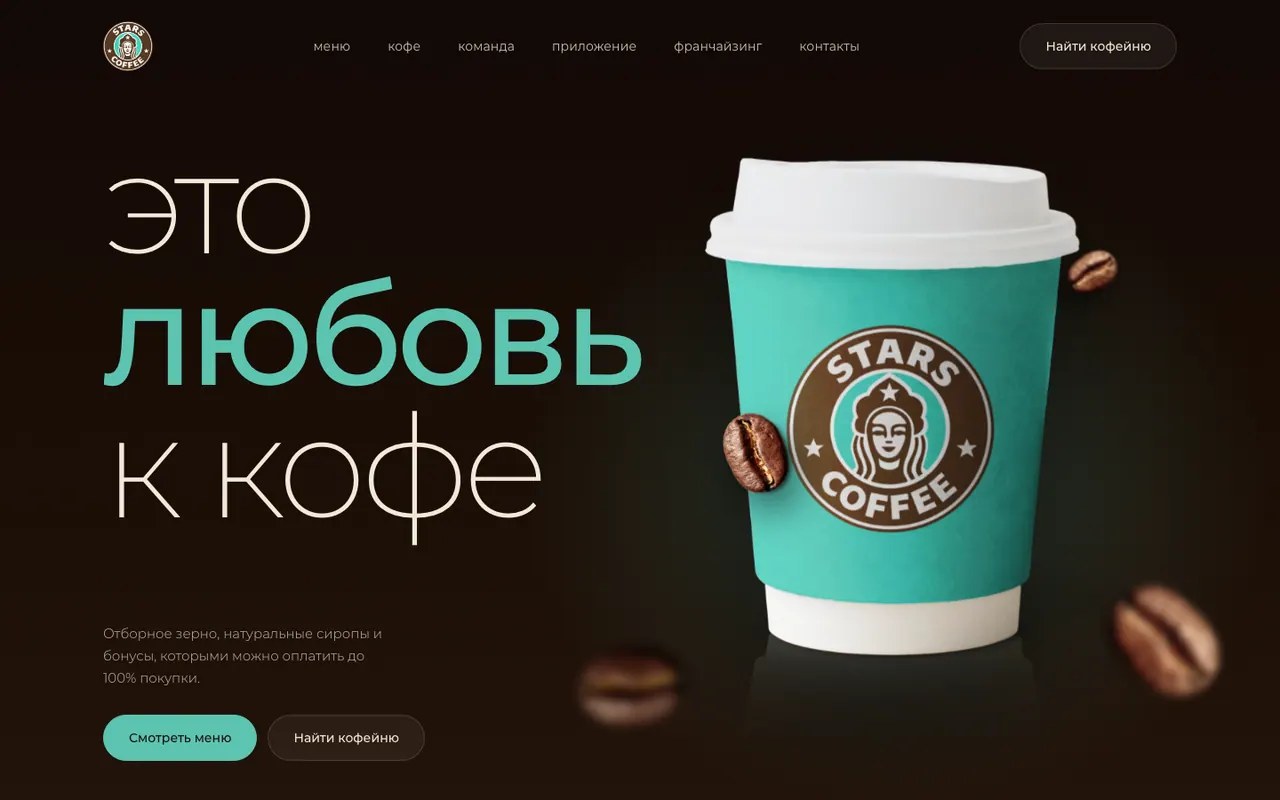 STARS
COFFEE
меню
кофе
команда
приложение
франчайзинг
контакты
Найти кофейню
это
любовь
к кофе
STARS
COFFEE
Отборное зерно, натуральные сиропы и
бонусы, которыми можно оплатить до
100% покупки.
Смотреть меню
Найти кофейню